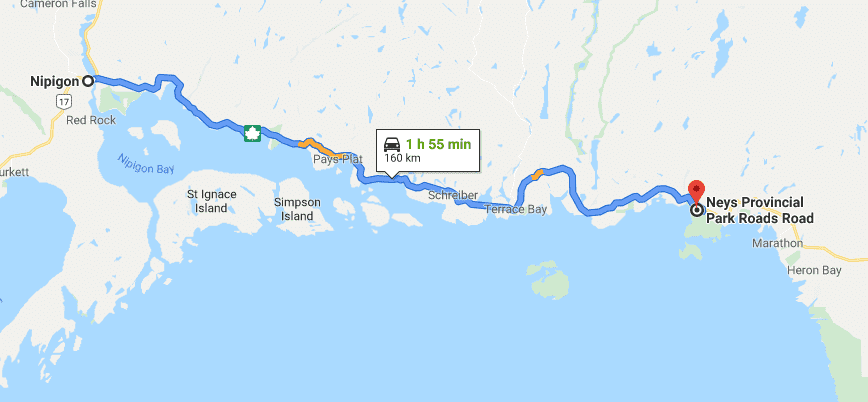 Cameron Falls
Nipigon
17
Red Rock
Nipigon Bay
St Ignace
Island
Simpson
Island
Pays-Plat
1 h 55 min
160 km
Schreiber
Terrace Bay
Neys Provincial
Park Roads Road
Marathon
Heron Bay